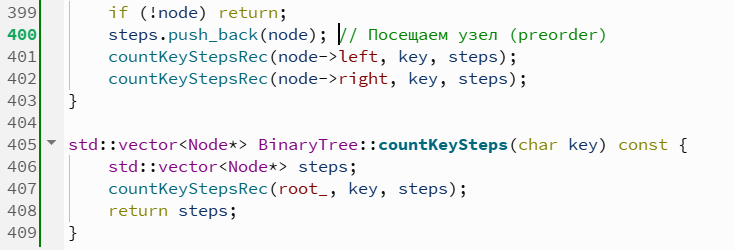 399 if (!node) return;
400 steps.push_back(node); // Посещаем узел (preorder)
401 countKeyStepsRec(node->left, key, steps);
402 countKeyStepsRec(node->right, key, steps);
403 }
404
405 std::vector<Node*> BinaryTree::countKeySteps(char key) const {
406 std::vector<Node*> steps;
407 countKeyStepsRec(root_, key, steps);
408 return steps;
409 }